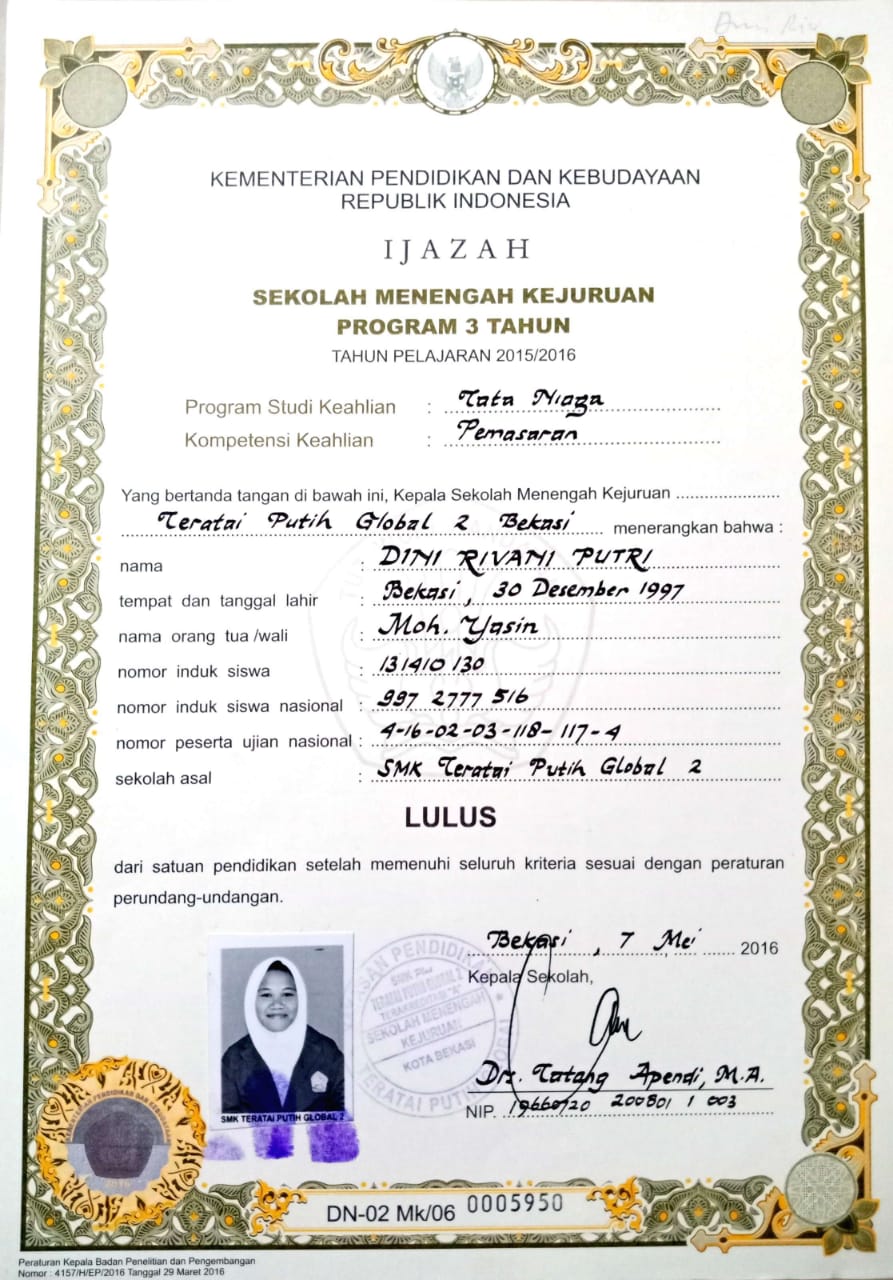 KEMENTERIAN PENDIDIKAN DAN KEBUDAYAAN
REPUBLIK INDONESIA
IJAZAH
SEKOLAH MENENGAH KEJURUAN
PROGRAM 3 TAHUN
TAHUN PELAJARAN 2015/2016
Program Studi Keahlian : Tata Niaga
Kompetensi Keahlian : Pemasaran
Yang bertanda tangan di bawah ini, Kepala Sekolah Menengah Kejuruan
Teratai Putih Global 2 Bekasi menerangkan bahwa :
nama : DINI RIVANI PUTRI
tempat dan tanggal lahir : Bekasi, 30 Desember 1997
nama orang tua /wali : Moh. Yasin
nomor induk siswa : 131410 130
nomor induk siswa nasional : 997 2777 516
nomor peserta ujian nasional : 4-16-02-03-118-117-4
sekolah asal : SMK Teratai Putih Global 2
LULUS
dari satuan pendidikan setelah memenuhi seluruh kriteria sesuai dengan peraturan
perundang-undangan.
Bekasi, 7 Mei 2016
Kepala Sekolah,
YAYASAN PENDIDIKAN
TERATAI PUTIH GLOBAL 2
TERAKREDITASI "A"
SEKOLAH MENENGAH
KEJURUAN
KOTA BEKASI
TERATAI PUTIH GLOBAL
Drs. Tatang Apendi, M.A.
NIP. 19660720 200801 1 003
SMK TERATAI PUTIH GLOBAL 2
DN-02 Mk/06 0005950
Peraturan Kepala Badan Penelitian dan Pengembangan
Nomor : 4157/H/EP/2016 Tanggal 29 Maret 2016